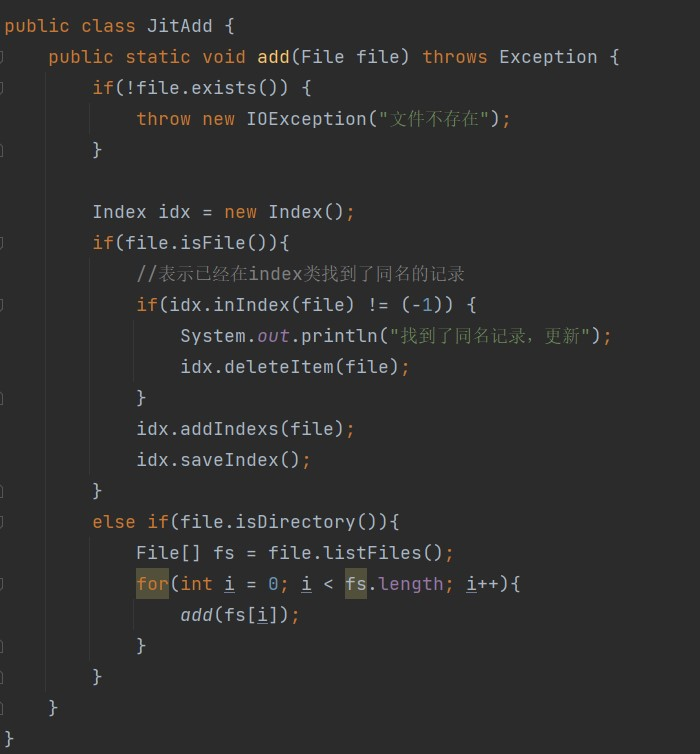 public class JitAdd {
    public static void add(File file) throws Exception {
        if(!file.exists()) {
            throw new IOException("文件不存在");
        }

        Index idx = new Index();
        if(file.isFile()){
            //表示已经在index类找到了同名的记录
            if(idx.inIndex(file) != (-1)) {
                System.out.println("找到了同名记录，更新");
                idx.deleteItem(file);
            }
            idx.addIndexs(file);
            idx.saveIndex();
        }
        else if(file.isDirectory()){
            File[] fs = file.listFiles();
            for(int i = 0; i < fs.length; i++){
                add(fs[i]);
            }
        }
    }
}